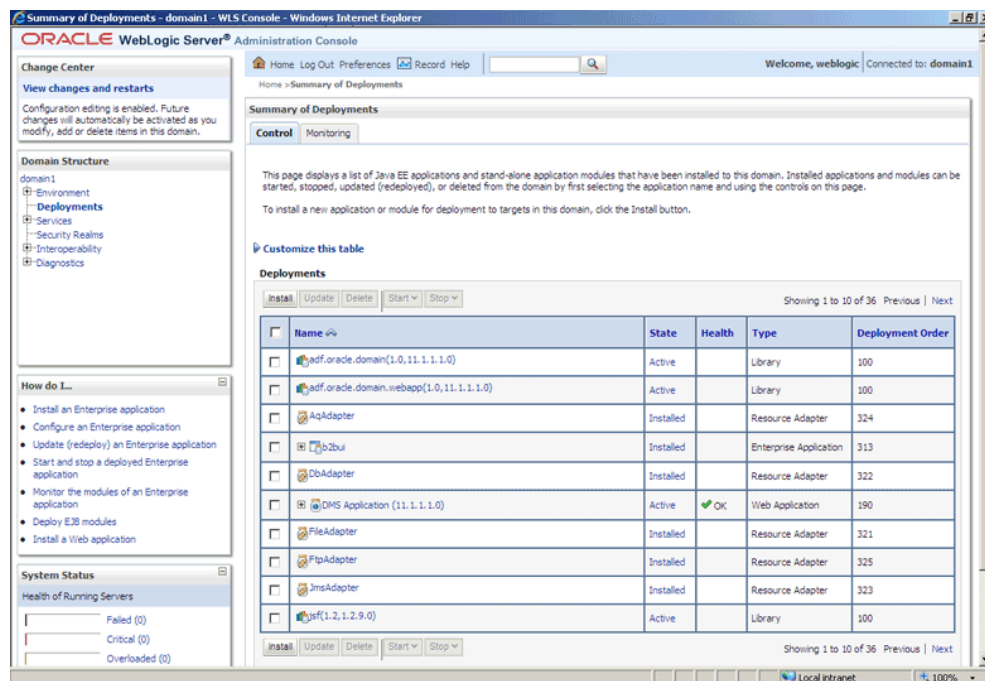 Summary of Deployments - domain1 - WLS Console - Windows Internet Explorer
ORACLE WebLogic Server® Administration Console
Change Center
View changes and restarts
Configuration editing is enabled. Future
changes will automatically be activated as you
modify, add or delete items in this domain.
Domain Structure
domain1
Environment
Deployments
Services
Security Realms
Interoperability
Diagnostics
How do I...
Install an Enterprise application
Configure an Enterprise application
Update (redeploy) an Enterprise application
Start and stop a deployed Enterprise
application
Monitor the modules of an Enterprise
application
Deploy EJB modules
Install a Web application
System Status
Health of Running Servers
Failed (0)
Critical (0)
Overloaded (0)
Home Log Out Preferences Record Help
Welcome, weblogic Connected to: domain1
Home >Summary of Deployments
Summary of Deployments
Control Monitoring
This page displays a list of Java EE applications and stand-alone application modules that have been installed to this domain. Installed applications and modules can be
started, stopped, updated (redeployed), or deleted from the domain by first selecting the application name and using the controls on this page.
To install a new application or module for deployment to targets in this domain, click the Install button.
Customize this table
Deployments
Install Update Delete Start Stop Showing 1 to 10 of 36 Previous | Next
Name State Health Type Deployment Order
adf.oracle.domain(1.0,11.1.1.1.0) Active Library 100
adf.oracle.domain.webapp(1.0,11.1.1.1.0) Active Library 100
AqAdapter Installed Resource Adapter 324
b2bui Installed Enterprise Application 313
DbAdapter Installed Resource Adapter 322
DMS Application (11.1.1.1.0) Active OK Web Application 190
FileAdapter Installed Resource Adapter 321
FtpAdapter Installed Resource Adapter 325
JmsAdapter Installed Resource Adapter 323
jsf(1.2,1.2.9.0) Active Library 100
Install Update Delete Start Stop Showing 1 to 10 of 36 Previous | Next
Local intranet 100%